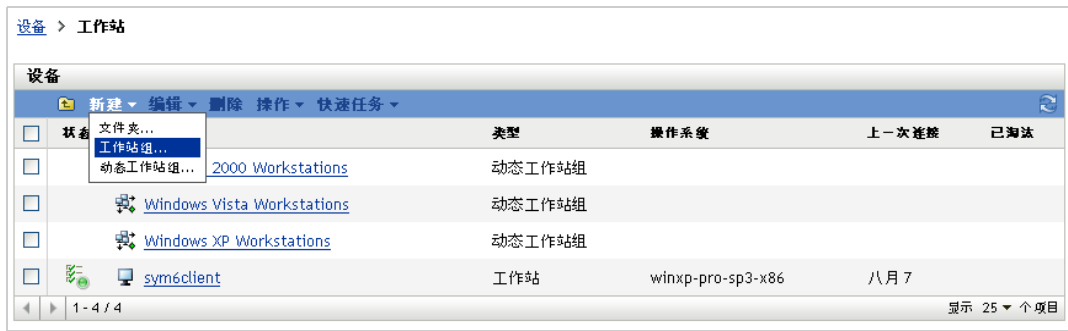 设备 > 工作站
设备
新建 编辑 删除 操作 快速任务
状态 类型 操作系统 上一次连接 已淘汰
文件夹...
工作站组...
动态工作站组...
2000 Workstations 动态工作站组
Windows Vista Workstations 动态工作站组
Windows XP Workstations 动态工作站组
sym6client 工作站 winxp-pro-sp3-x86 八月 7
1 - 4 / 4 显示 25 个项目